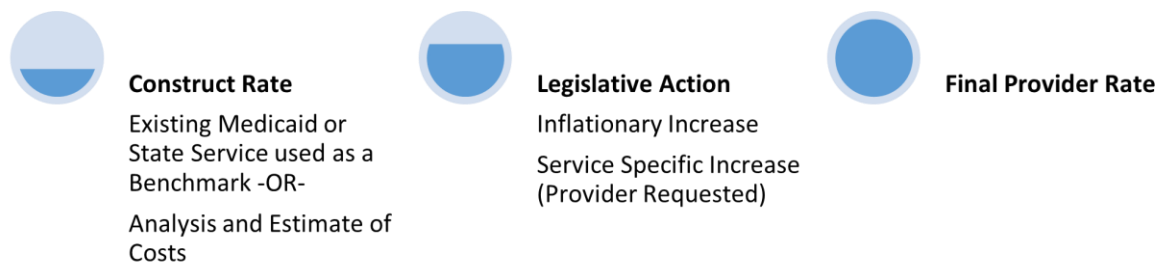 Construct Rate
Existing Medicaid or
State Service used as a
Benchmark -OR-
Analysis and Estimate of
Costs
Legislative Action
Inflationary Increase
Service Specific Increase
(Provider Requested)
Final Provider Rate